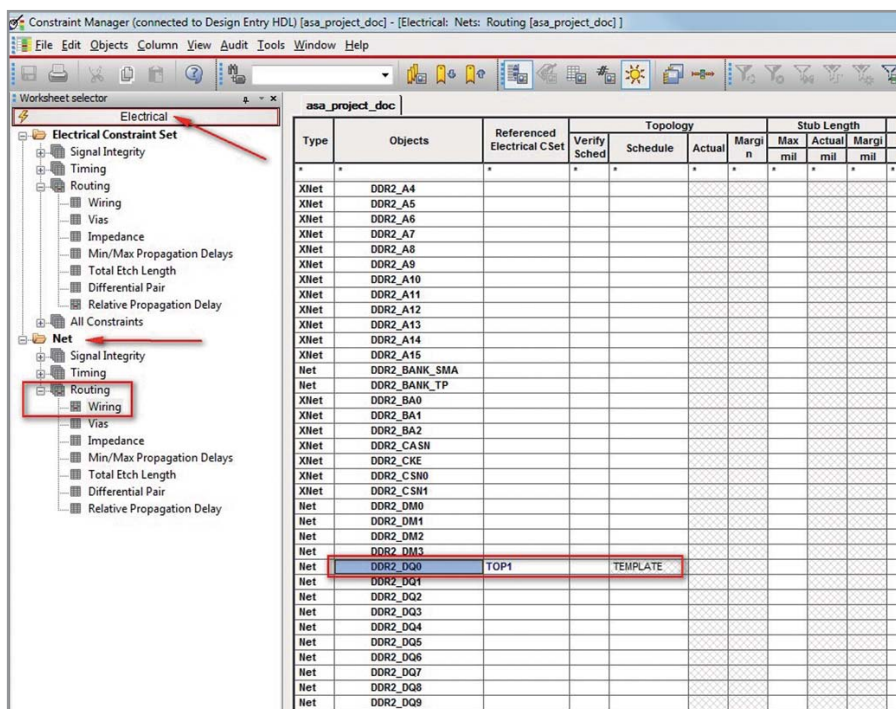 Constraint Manager (connected to Design Entry HDL) [asa_project_doc] - [Electrical: Nets: Routing [asa_project_doc] ]
File Edit Objects Column View Audit Tools Window Help
Worksheet selector
Electrical
Electrical Constraint Set
Signal Integrity
Timing
Routing
Wiring
Vias
Impedance
Min/Max Propagation Delays
Total Etch Length
Differential Pair
Relative Propagation Delay
All Constraints
Net
Signal Integrity
Timing
Routing
Wiring
Vias
Impedance
Min/Max Propagation Delays
Total Etch Length
Differential Pair
Relative Propagation Delay
asa_project_doc
Type Objects Referenced Electrical CSet Topology Stub Length
Verify Sched Schedule Actual Margi n Max Actual Margi
mil mil mil
* * * * * * * * * *
XNet DDR2_A4
XNet DDR2_A5
XNet DDR2_A6
XNet DDR2_A7
XNet DDR2_A8
XNet DDR2_A9
XNet DDR2_A10
XNet DDR2_A11
XNet DDR2_A12
XNet DDR2_A13
XNet DDR2_A14
XNet DDR2_A15
Net DDR2_BANK_SMA
Net DDR2_BANK_TP
XNet DDR2_BA0
XNet DDR2_BA1
XNet DDR2_BA2
XNet DDR2_CASN
XNet DDR2_CKE
XNet DDR2_CSN0
XNet DDR2_CSN1
Net DDR2_DM0
Net DDR2_DM1
Net DDR2_DM2
Net DDR2_DM3
Net DDR2_DQ0 TOP1 TEMPLATE
Net DDR2_DQ1
Net DDR2_DQ2
Net DDR2_DQ3
Net DDR2_DQ4
Net DDR2_DQ5
Net DDR2_DQ6
Net DDR2_DQ7
Net DDR2_DQ8
Net DDR2_DQ9